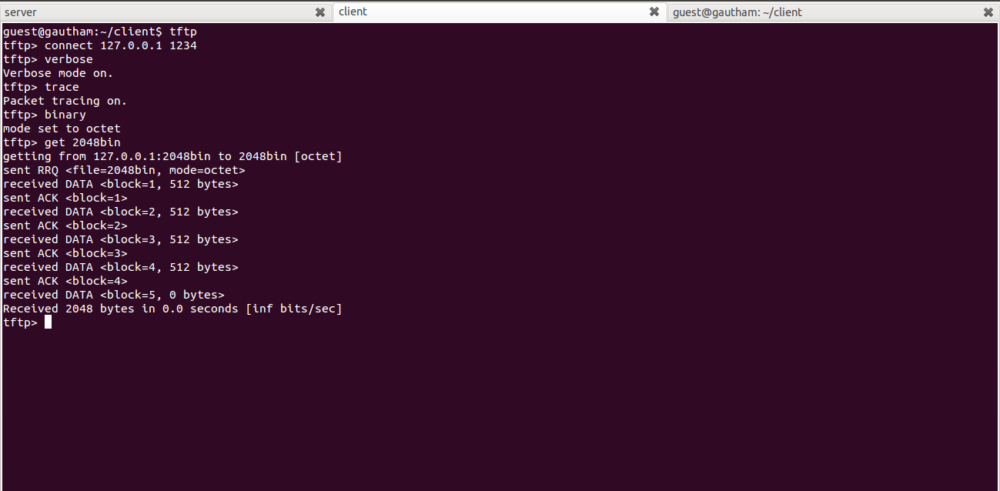 server client guest@gautham: ~/client
guest@gautham:~/client$ tftp
tftp> connect 127.0.0.1 1234
tftp> verbose
Verbose mode on.
tftp> trace
Packet tracing on.
tftp> binary
mode set to octet
tftp> get 2048bin
getting from 127.0.0.1:2048bin to 2048bin [octet]
sent RRQ <file=2048bin, mode=octet>
received DATA <block=1, 512 bytes>
sent ACK <block=1>
received DATA <block=2, 512 bytes>
sent ACK <block=2>
received DATA <block=3, 512 bytes>
sent ACK <block=3>
received DATA <block=4, 512 bytes>
sent ACK <block=4>
received DATA <block=5, 0 bytes>
Received 2048 bytes in 0.0 seconds [inf bits/sec]
tftp>